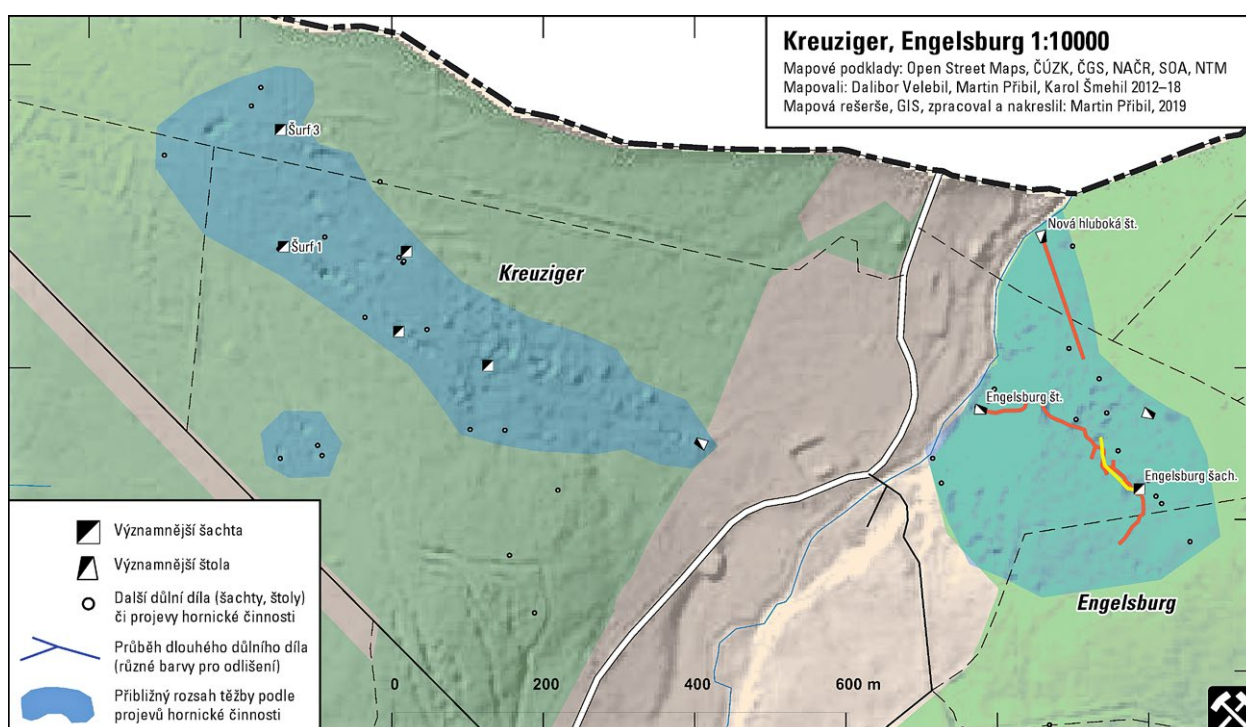 Kreuziger, Engelsburg 1:10000
Mapové podklady: Open Street Maps, ČÚZK, ČGS, NAČR, SOA, NTM
Mapovali: Dalibor Velebil, Martin Přibil, Karol Šmehil 2012–18
Mapová rešerše, GIS, zpracoval a nakreslil: Martin Přibil, 2019
Šurf 3
Nová hluboká št.
Šurf 1
Kreuziger
Engelsburg št.
Engelsburg šach.
Engelsburg
Významnější šachta
Významnější štola
Další důlní díla (šachty, štoly)
či projevy hornické činnosti
Průběh dlouhého důlního díla
(různé barvy pro odlišení)
Přibližný rozsah těžby podle
projevů hornické činnosti
0 200 400 600 m